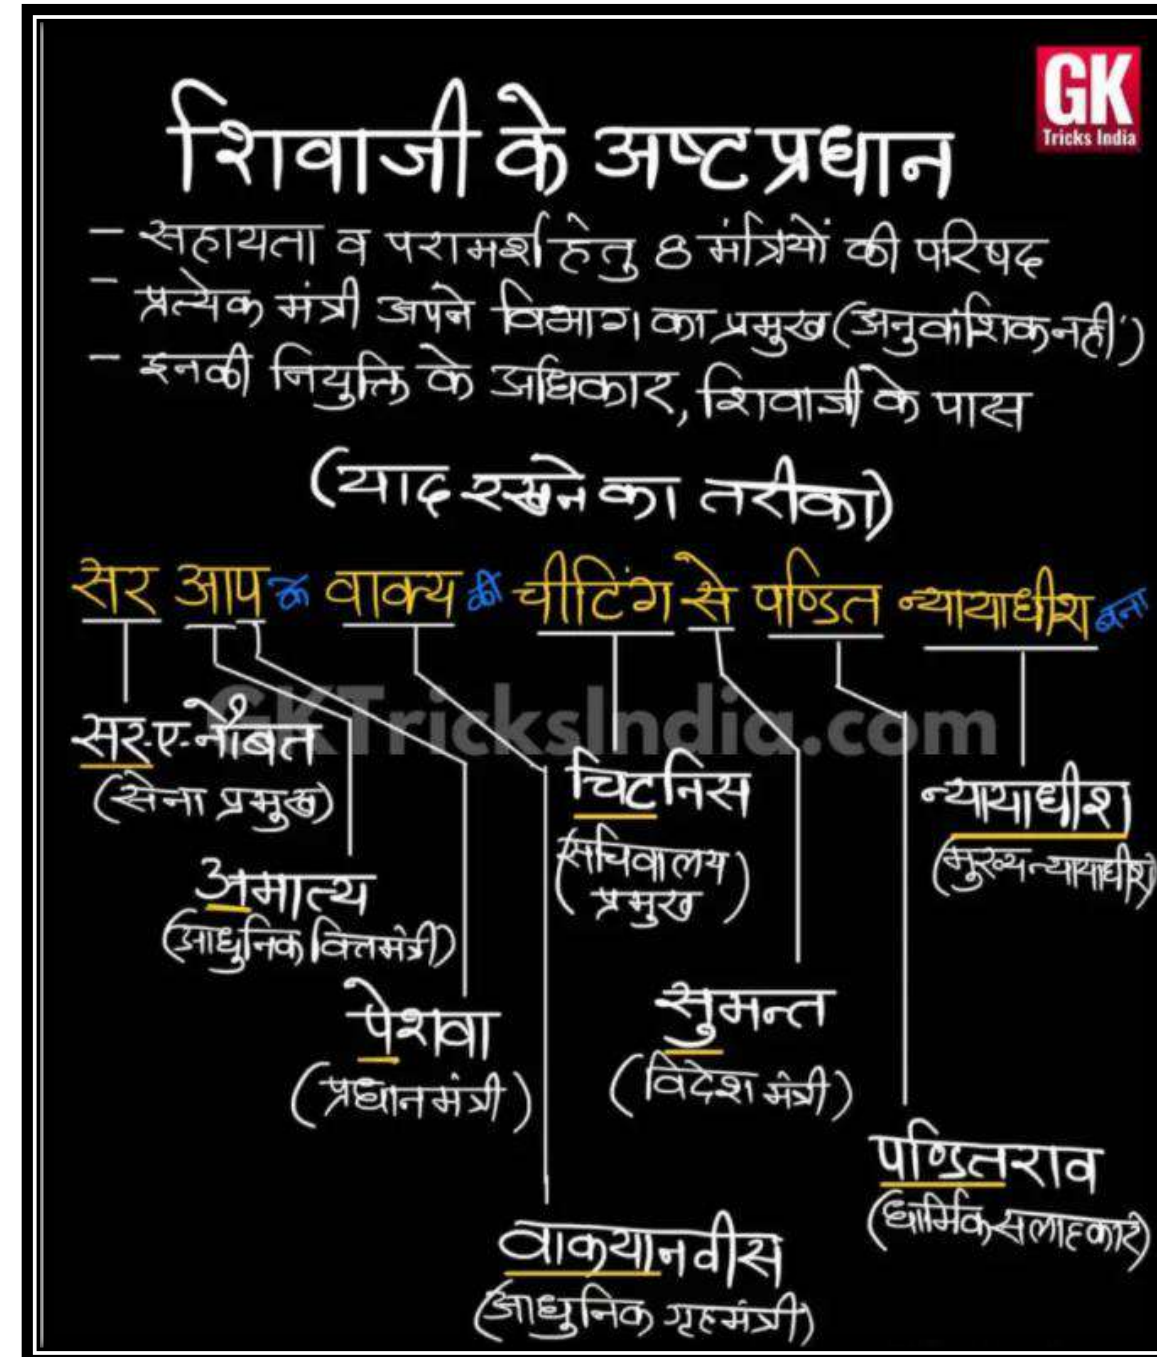 GK
Tricks India
शिवाजी के अष्टप्रधान
- सहायता व परामर्श हेतु 8 मंत्रियों की परिषद
- प्रत्येक मंत्री अपने विभाग का प्रमुख (अनुवांशिक नहीं)
- इनकी नियुक्ति के अधिकार, शिवाजी के पास
(याद रखने का तरीका)
सर आप के वाक्य की चीटिंग से पण्डित न्यायाधीश बना
GKTricksIndia.com
सर-ए-नौबत
(सेना प्रमुख)
अमात्य
(आधुनिक वित्तमंत्री)
पेशवा
(प्रधानमंत्री)
वाकयानवीस
(आधुनिक गृहमंत्री)
चिटनिस
(सचिवालय
प्रमुख)
सुमन्त
(विदेश मंत्री)
पण्डितराव
(धार्मिक सलाहकार)
न्यायाधीश
(मुख्य न्यायाधीश)